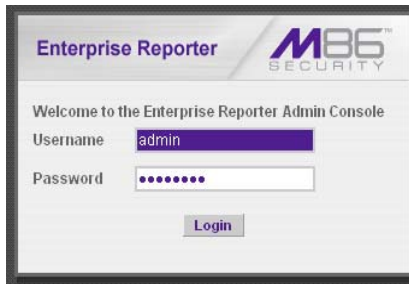 Enterprise Reporter
M86
SECURITY
Welcome to the Enterprise Reporter Admin Console
Username
admin
Password
••••••••
Login